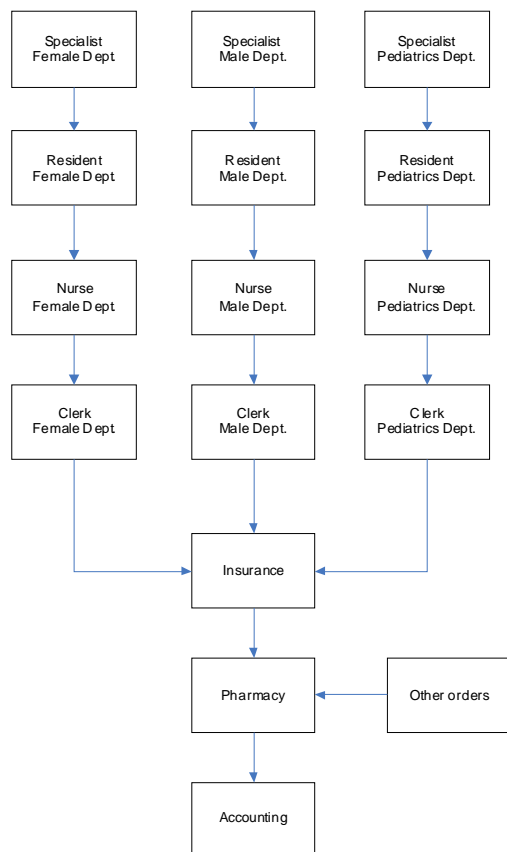 Specialist
Female Dept.
Specialist
Male Dept.
Specialist
Pediatrics Dept.
Resident
Female Dept.
Resident
Male Dept.
Resident
Pediatrics Dept.
Nurse
Female Dept.
Nurse
Male Dept.
Nurse
Pediatrics Dept.
Clerk
Female Dept.
Clerk
Male Dept.
Clerk
Pediatrics Dept.
Insurance
Pharmacy
Other orders
Accounting